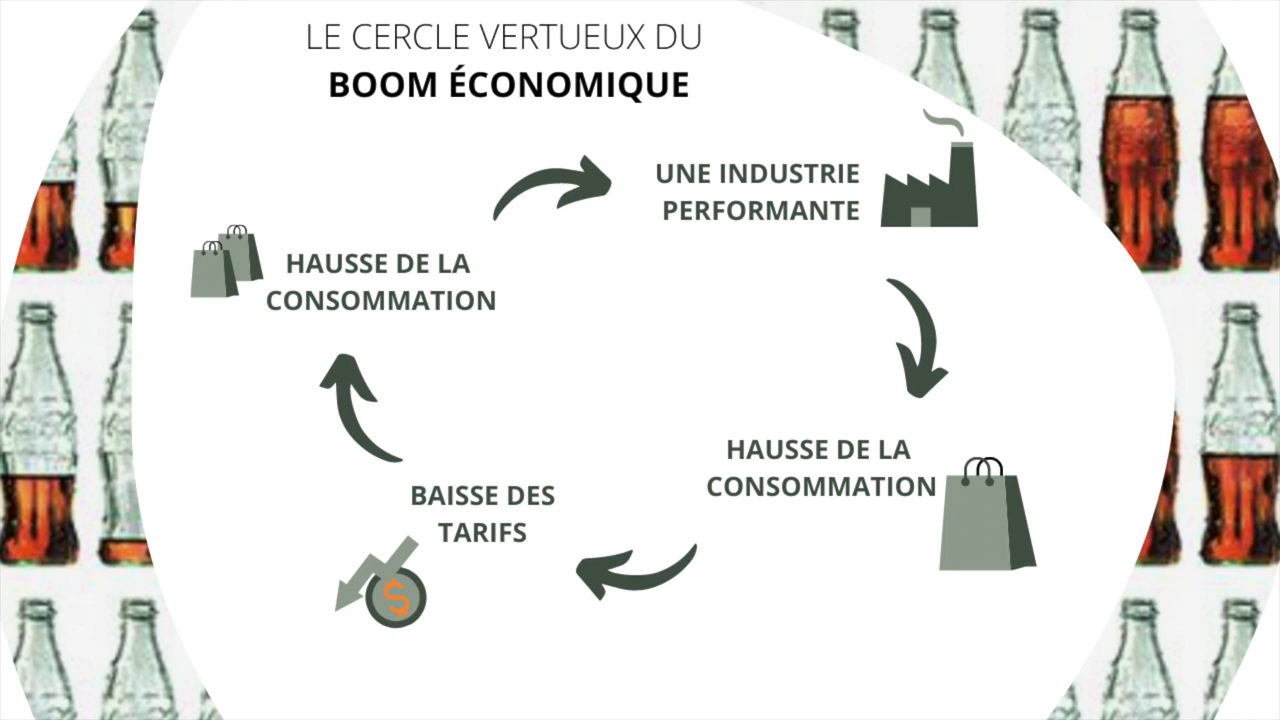 LE CERCLE VERTUEUX DU
BOOM ÉCONOMIQUE
UNE INDUSTRIE
PERFORMANTE
HAUSSE DE LA
CONSOMMATION
HAUSSE DE LA
CONSOMMATION
BAISSE DES
TARIFS
$